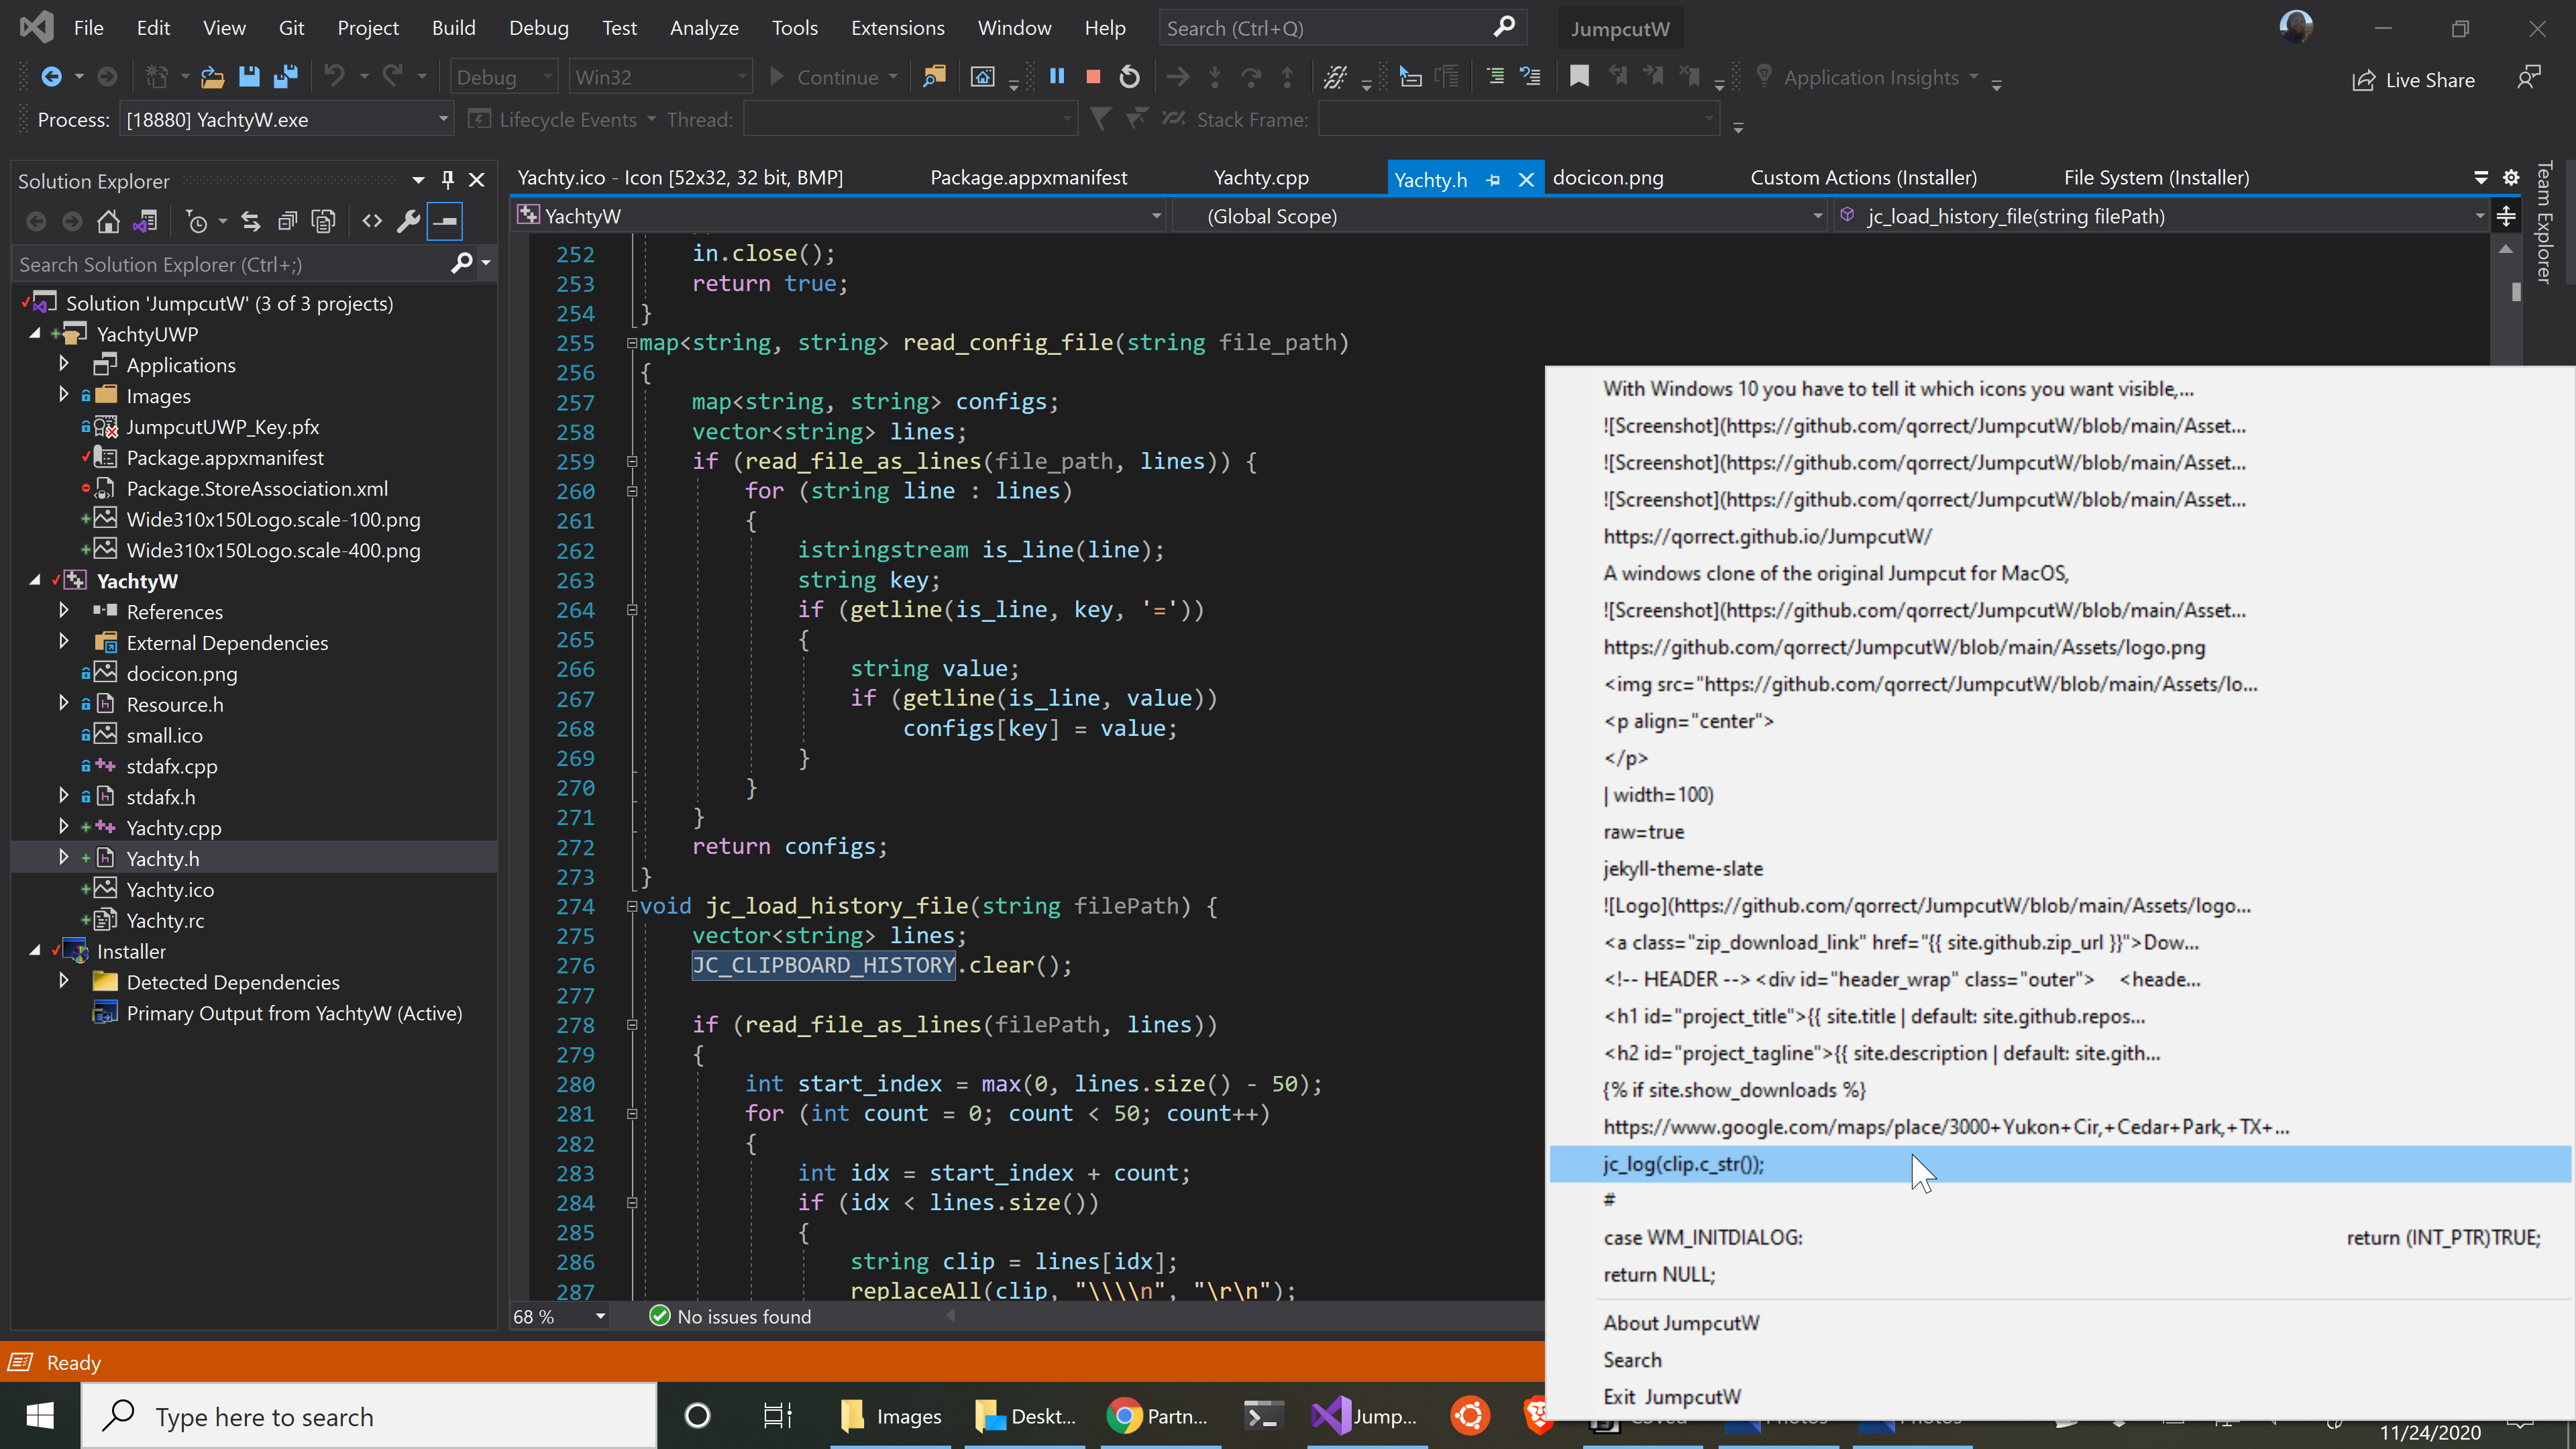 File Edit View Git Project Build Debug Test Analyze Tools Extensions Window Help Search (Ctrl+Q) JumpcutW
Debug Win32 Continue Application Insights Live Share
Process: [18880] YachtyW.exe Lifecycle Events Thread: Stack Frame:
Solution Explorer
Search Solution Explorer (Ctrl+;)
Solution 'JumpcutW' (3 of 3 projects)
YachtyUWP
Applications
Images
JumpcutUWP_Key.pfx
Package.appxmanifest
Package.StoreAssociation.xml
Wide310x150Logo.scale-100.png
Wide310x150Logo.scale-400.png
YachtyW
References
External Dependencies
docicon.png
Resource.h
small.ico
stdafx.cpp
stdafx.h
Yachty.cpp
Yachty.h
Yachty.ico
Yachty.rc
Installer
Detected Dependencies
Primary Output from YachtyW (Active)
Yachty.ico - Icon [52x32, 32 bit, BMP] Package.appxmanifest Yachty.cpp Yachty.h docicon.png Custom Actions (Installer) File System (Installer)
YachtyW (Global Scope) jc_load_history_file(string filePath)
Team Explorer
252 in.close();
253 return true;
254 }
255 map<string, string> read_config_file(string file_path)
256 {
257 map<string, string> configs;
258 vector<string> lines;
259 if (read_file_as_lines(file_path, lines)) {
260 for (string line : lines)
261 {
262 istringstream is_line(line);
263 string key;
264 if (getline(is_line, key, '='))
265 {
266 string value;
267 if (getline(is_line, value))
268 configs[key] = value;
269 }
270 }
271 }
272 return configs;
273 }
274 void jc_load_history_file(string filePath) {
275 vector<string> lines;
276 JC_CLIPBOARD_HISTORY.clear();
277
278 if (read_file_as_lines(filePath, lines))
279 {
280 int start_index = max(0, lines.size() - 50);
281 for (int count = 0; count < 50; count++)
282 {
283 int idx = start_index + count;
284 if (idx < lines.size())
285 {
286 string clip = lines[idx];
287 replaceAll(clip, "\\\\n", "\r\n");
68 % No issues found
With Windows 10 you have to tell it which icons you want visible,...
![Screenshot](https://github.com/qorrect/JumpcutW/blob/main/Asset...
![Screenshot](https://github.com/qorrect/JumpcutW/blob/main/Asset...
![Screenshot](https://github.com/qorrect/JumpcutW/blob/main/Asset...
https://qorrect.github.io/JumpcutW/
A windows clone of the original Jumpcut for MacOS,
![Screenshot](https://github.com/qorrect/JumpcutW/blob/main/Asset...
https://github.com/qorrect/JumpcutW/blob/main/Assets/logo.png
<img src="https://github.com/qorrect/JumpcutW/blob/main/Assets/lo...
<p align="center">
</p>
| width=100)
raw=true
jekyll-theme-slate
![Logo](https://github.com/qorrect/JumpcutW/blob/main/Assets/logo...
<a class="zip_download_link" href="{{ site.github.zip_url }}">Dow...
<!-- HEADER --> <div id="header_wrap" class="outer"> <heade...
<h1 id="project_title">{{ site.title | default: site.github.repos...
<h2 id="project_tagline">{{ site.description | default: site.gith...
{% if site.show_downloads %}
https://www.google.com/maps/place/3000+Yukon+Cir,+Cedar+Park,+TX+...
jc_log(clip.c_str());
#
case WM_INITDIALOG: return (INT_PTR)TRUE;
return NULL;
About JumpcutW
Search
Exit JumpcutW
Ready
Type here to search Images Deskt... Partn... Jump...
11/24/2020